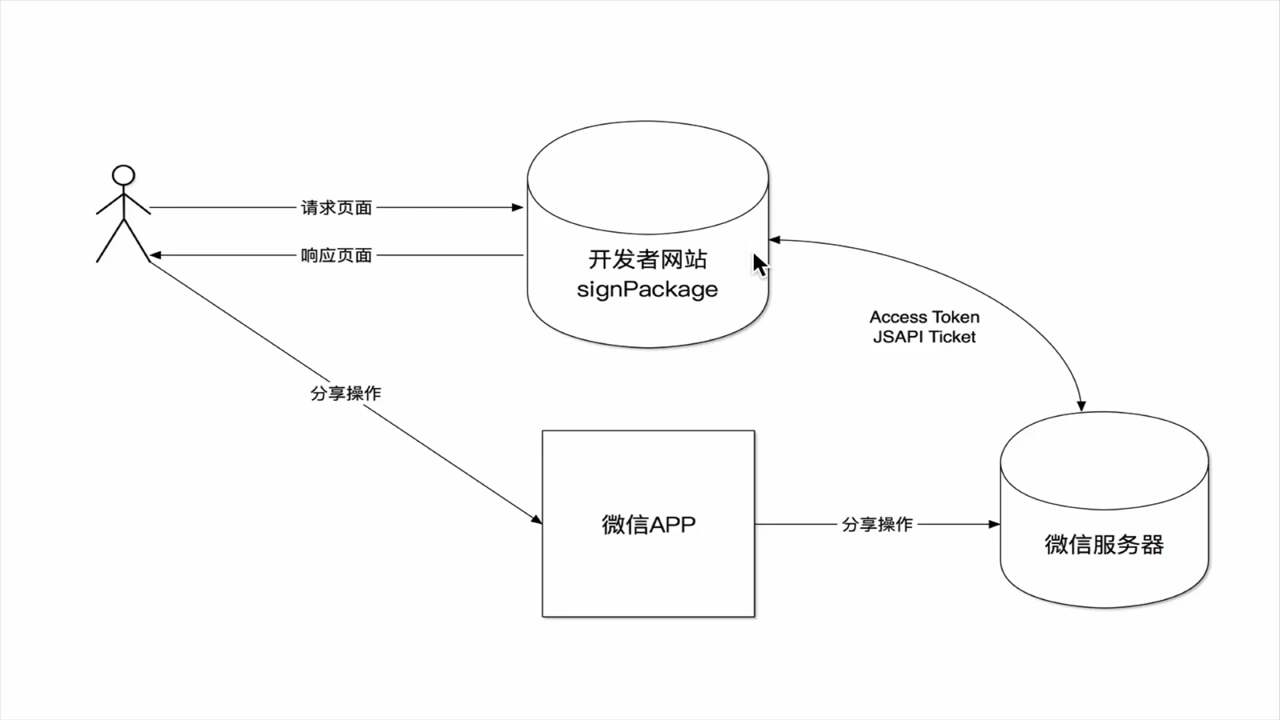 请求页面
响应页面
开发者网站
signPackage
Access Token
JSAPI Ticket
分享操作
微信APP
分享操作
微信服务器